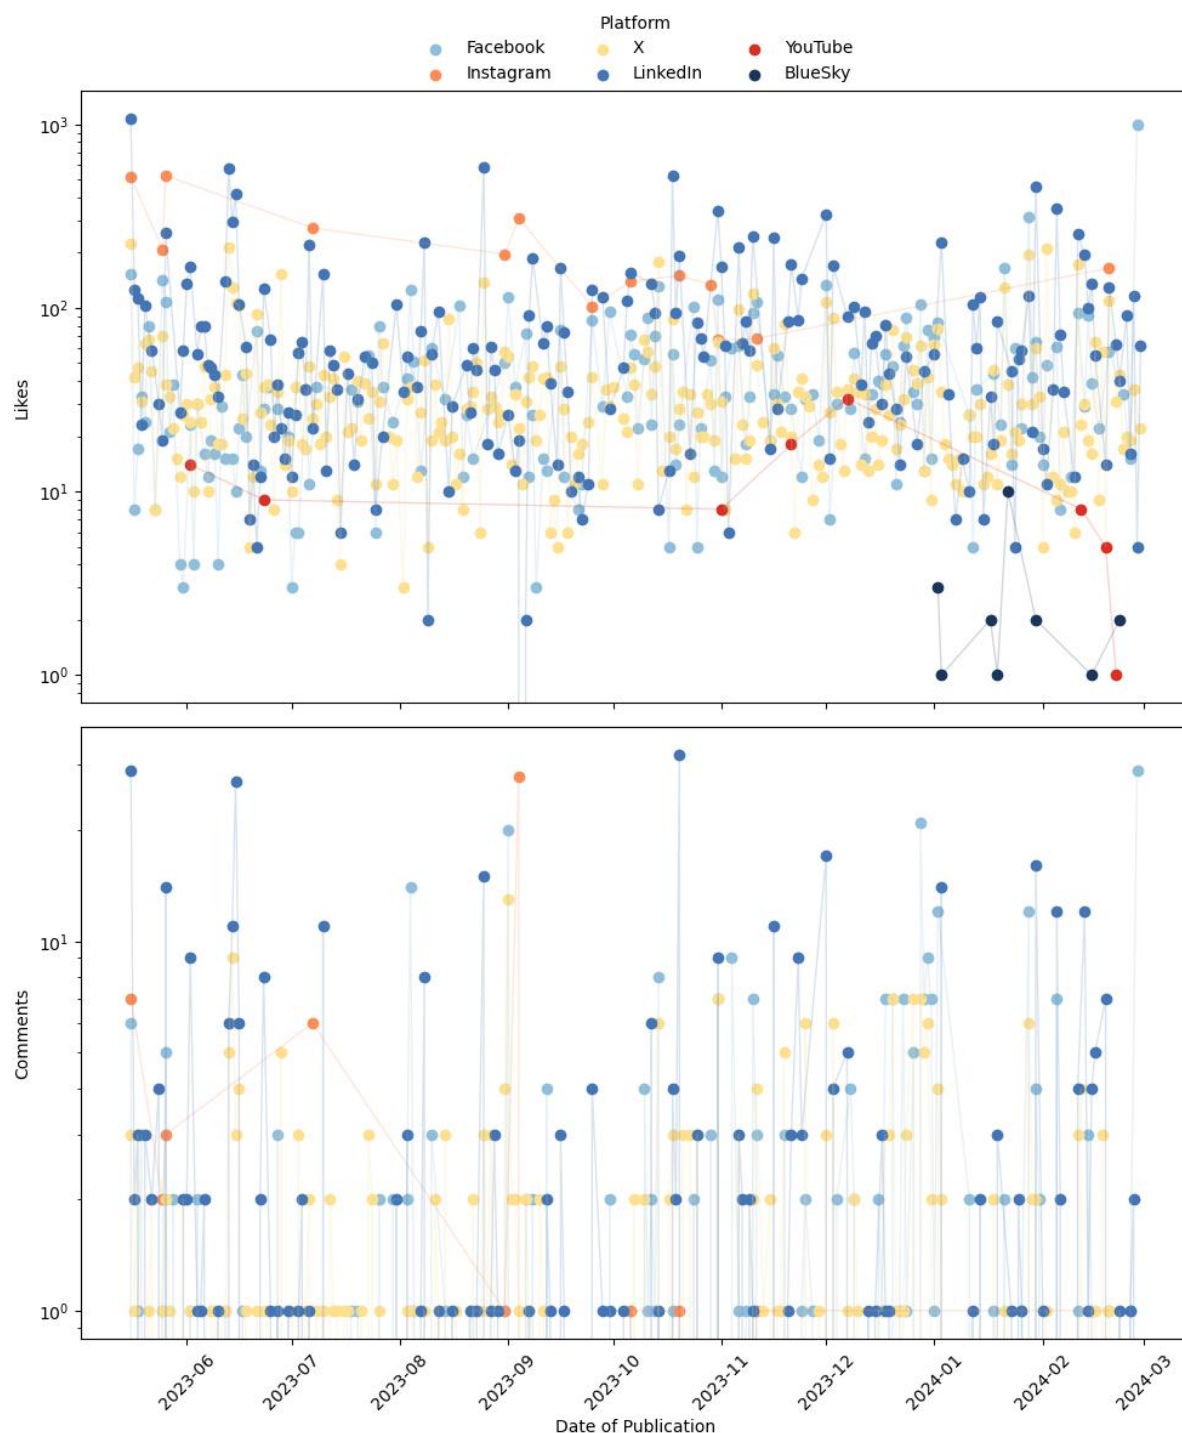 Platform
Facebook X YouTube
Instagram LinkedIn BlueSky
10³
10²
10¹
10⁰
Likes
10¹
10⁰
Comments
2023-06 2023-07 2023-08 2023-09 2023-10 2023-11 2023-12 2024-01 2024-02 2024-03
Date of Publication